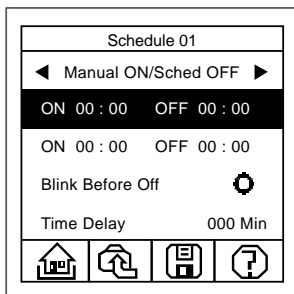 Schedule 01
◀ Manual ON/Sched OFF ▶
ON 00 : 00 OFF 00 : 00
ON 00 : 00 OFF 00 : 00
Blink Before Off
Time Delay 000 Min
?